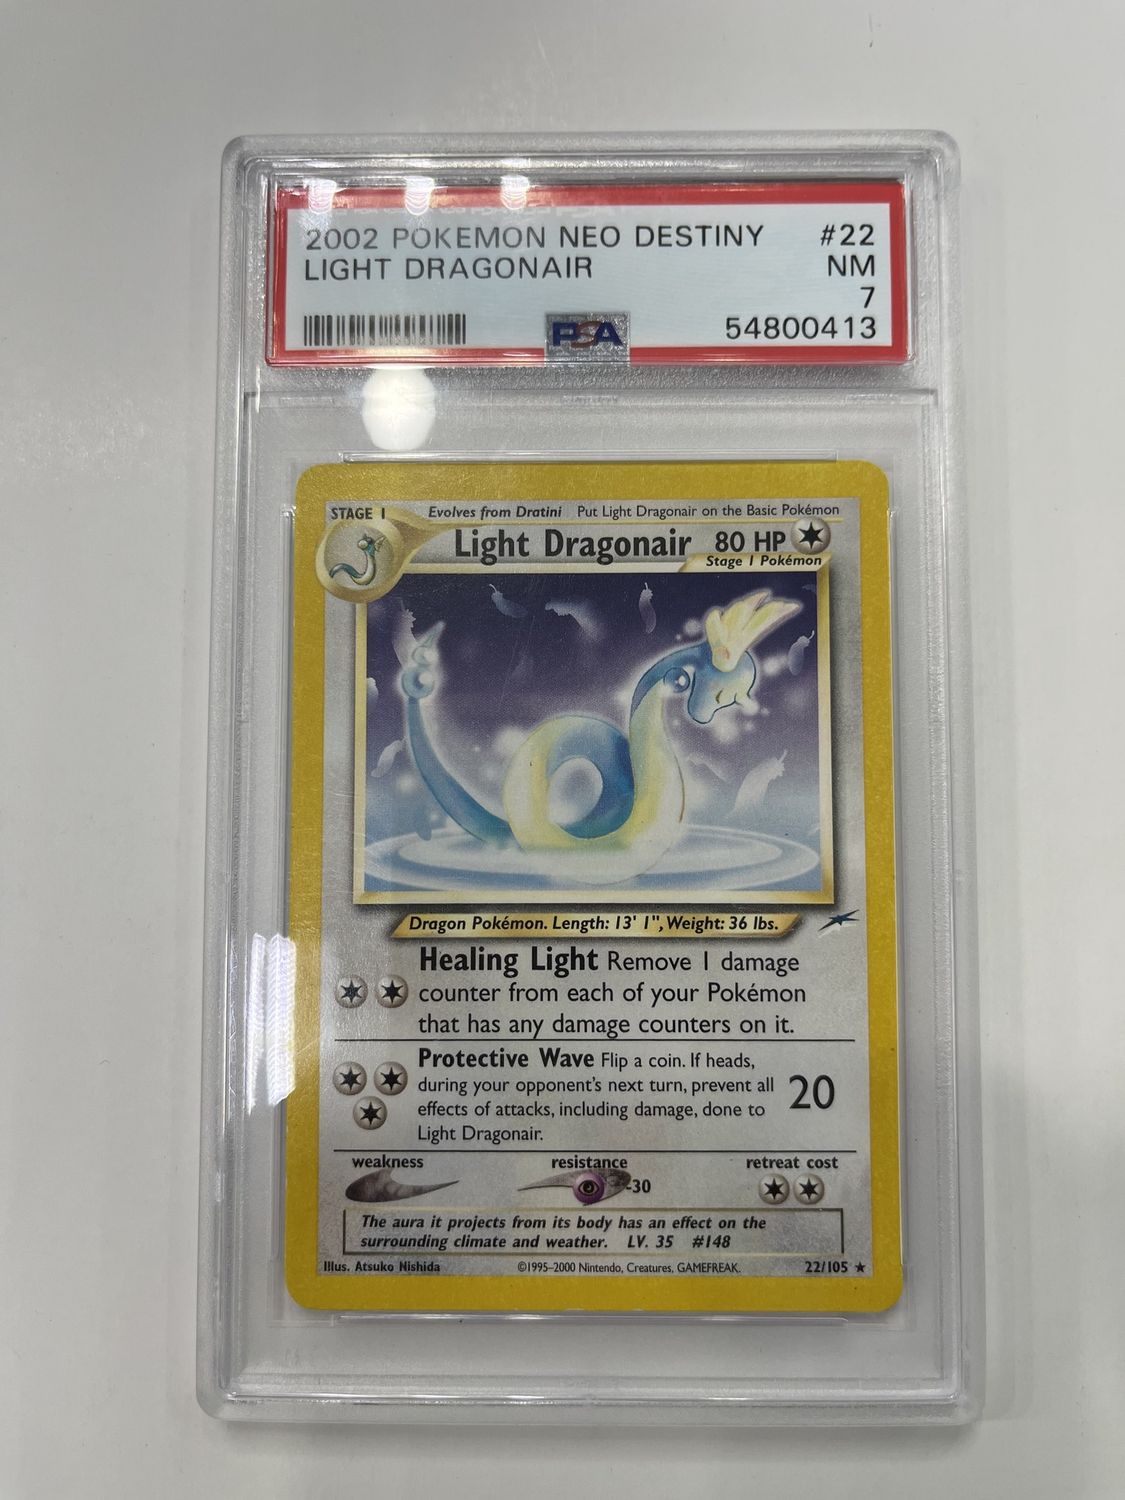 2002 POKEMON NEO DESTINY #22
LIGHT DRAGONAIR NM
7
PSA 54800413
STAGE 1 Evolves from Dratini Put Light Dragonair on the Basic Pokémon
Light Dragonair 80 HP
Stage 1 Pokémon
Dragon Pokémon. Length: 13' 1", Weight: 36 lbs.
Healing Light Remove 1 damage
counter from each of your Pokémon
that has any damage counters on it.
Protective Wave Flip a coin. If heads,
during your opponent's next turn, prevent all
effects of attacks, including damage, done to
Light Dragonair.
20
weakness resistance retreat cost
-30
The aura it projects from its body has an effect on the
surrounding climate and weather. LV. 35 #148
Illus. Atsuko Nishida ©1995–2000 Nintendo, Creatures, GAMEFREAK. 22/105 ★